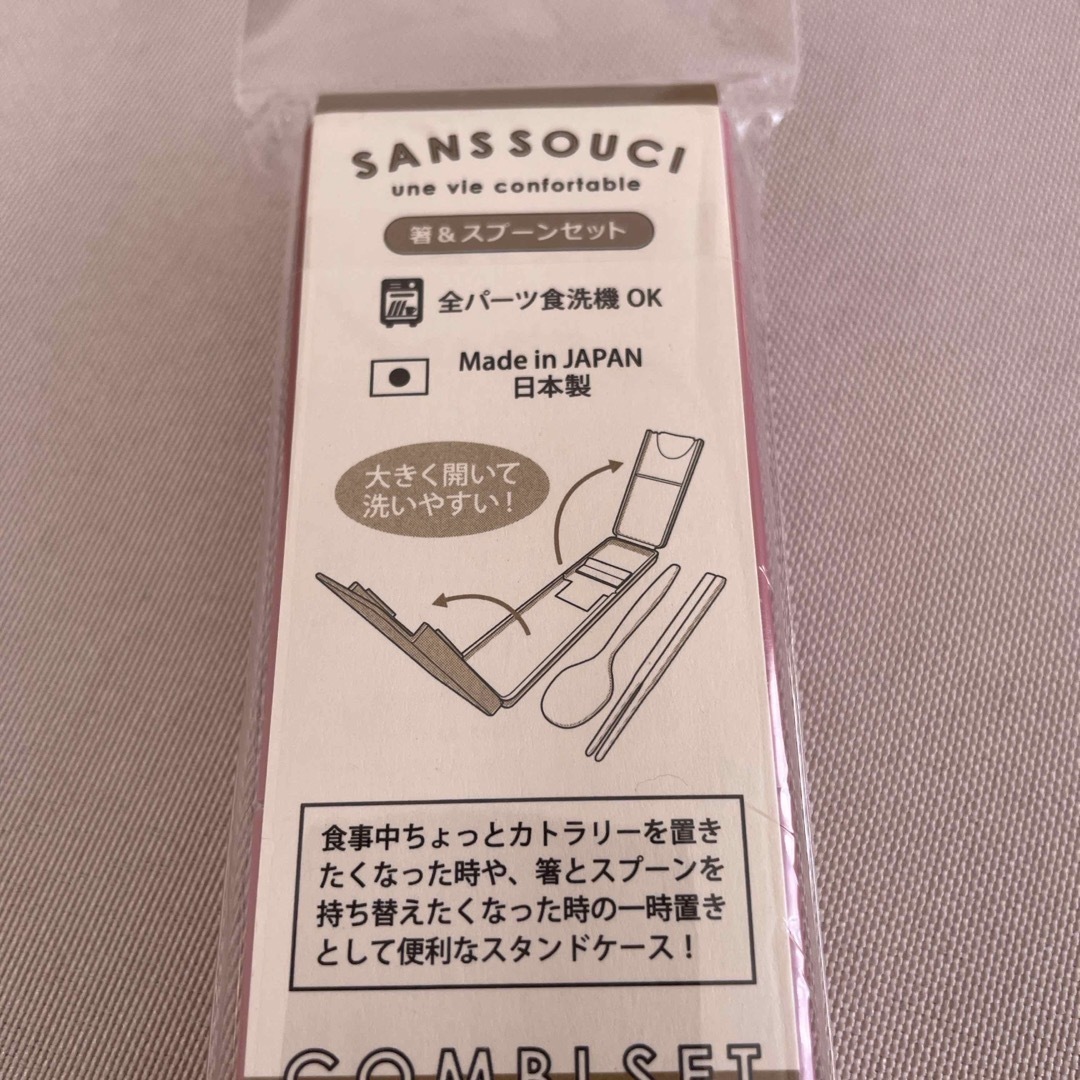 SANSSOUCI
une vie confortable
箸&スプーンセット
全パーツ食洗機 OK
Made in JAPAN
日本製
大きく開いて
洗いやすい！
食事中ちょっとカトラリーを置き
たくなった時や、箸とスプーンを
持ち替えたくなった時の一時置き
として便利なスタンドケース！
COMBI SET